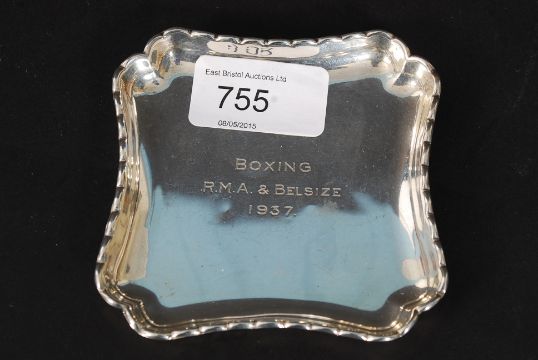 East Bristol Auctions Ltd
755
08/05/2015
BOXING
R.M.A. & BELSIZE
1937